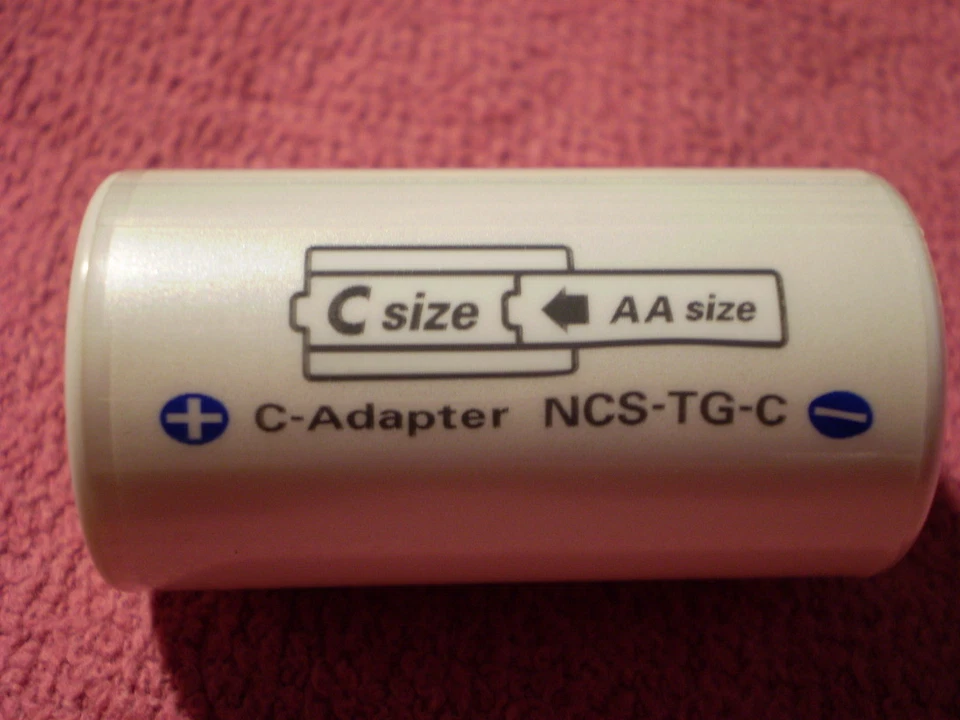 C size AA size
+ C-Adapter NCS-TG-C −